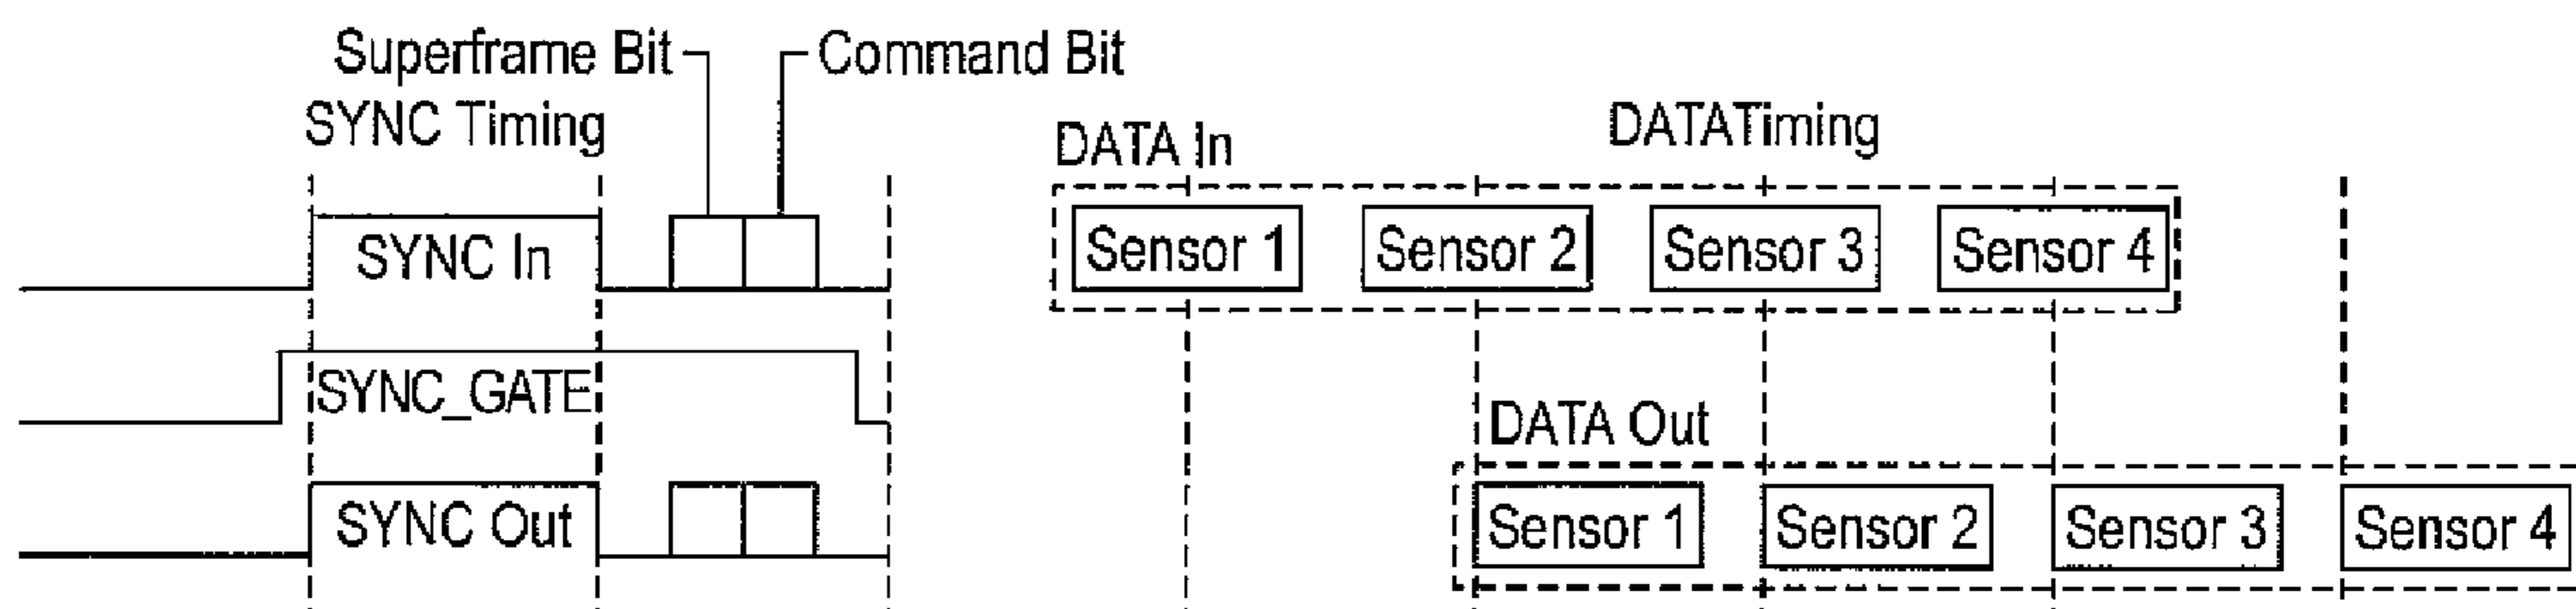 Superframe Bit
Command Bit
SYNC Timing
DATA In
DATATiming
SYNC In
Sensor 1
Sensor 2
Sensor 3
Sensor 4
SYNC_GATE
DATA Out
SYNC Out
Sensor 1
Sensor 2
Sensor 3
Sensor 4